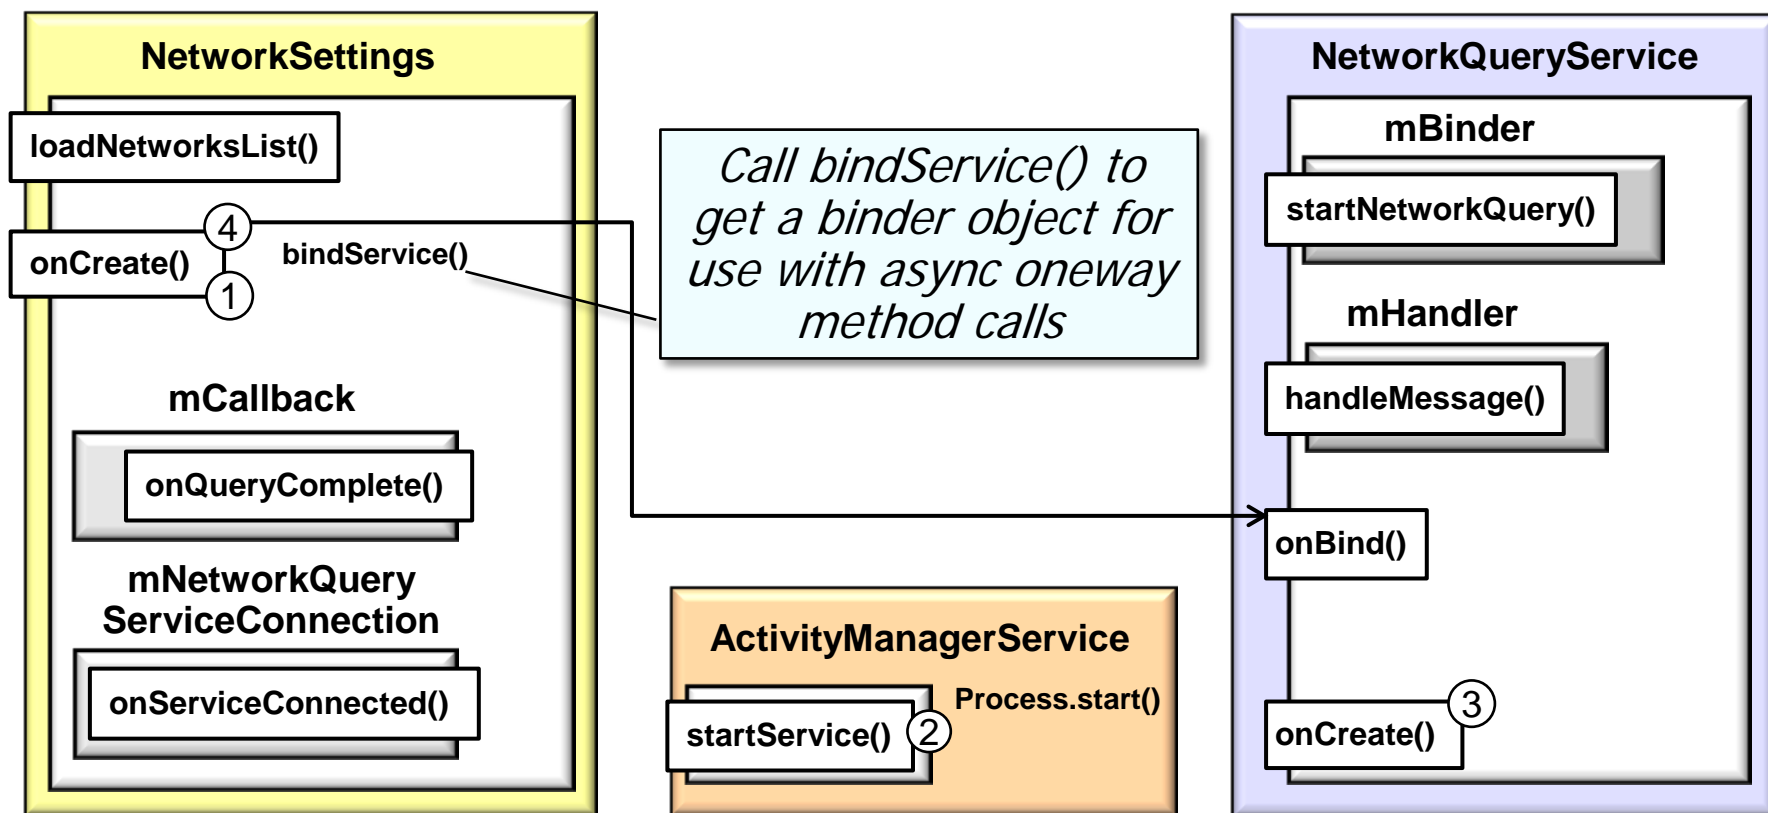 NetworkSettings
loadNetworksList()
4
onCreate()
bindService()
1
mCallback
onQueryComplete()
mNetworkQuery
ServiceConnection
onServiceConnected()
Call bindService() to
get a binder object for
use with async oneway
method calls
ActivityManagerService
Process.start()
startService()
2
NetworkQueryService
mBinder
startNetworkQuery()
mHandler
handleMessage()
onBind()
3
onCreate()